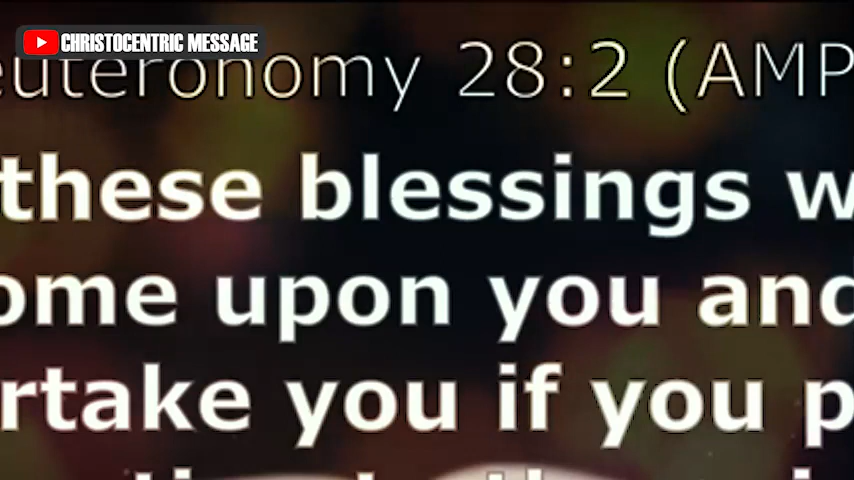 CHRISTOCENTRIC MESSAGE
euteronomy 28:2 (AMP
these blessings w
ome upon you and
rtake you if you p